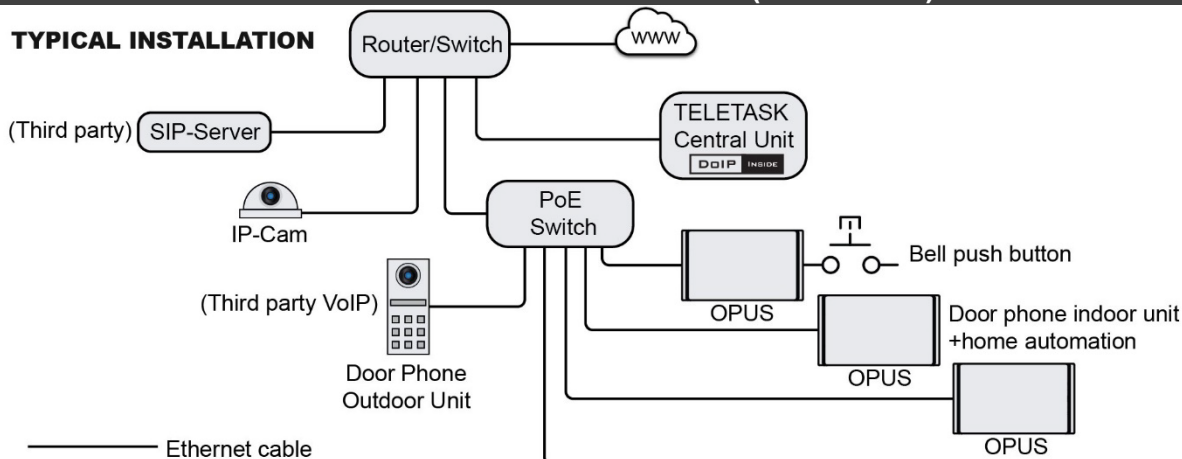 TYPICAL INSTALLATION
Router/Switch
www
(Third party)
SIP-Server
TELETASK
Central Unit
DoIP INSIDE
IP-Cam
PoE
Switch
Bell push button
OPUS
(Third party VoIP)
Door phone indoor unit
+home automation
OPUS
Door Phone
Outdoor Unit
OPUS
Ethernet cable